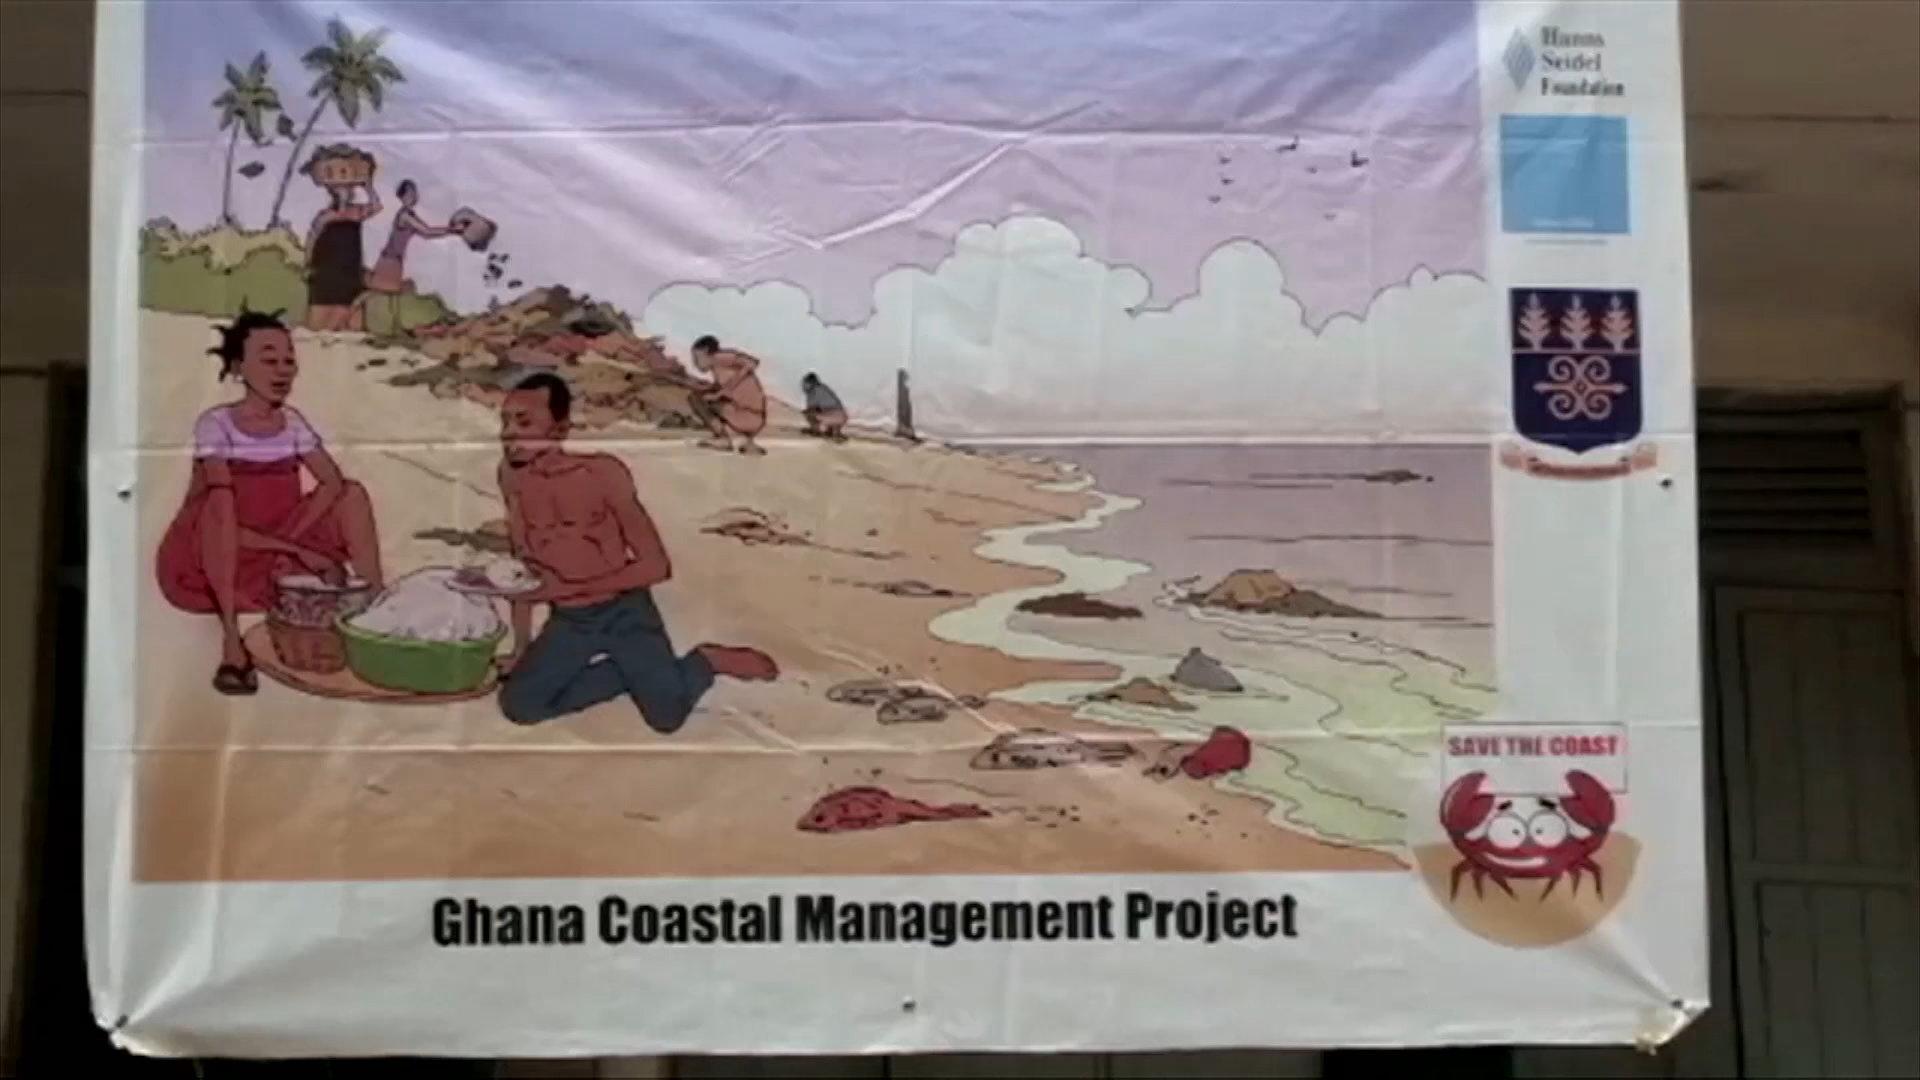 Hanns
Seidel
Foundation
SAVE THE COAST
Ghana Coastal Management Project